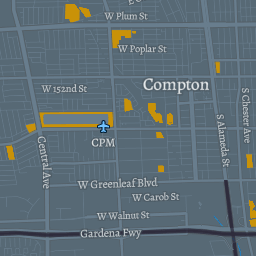 W Plum St
W Poplar St
W 152nd St
Compton
S Chester Ave
S Alameda St
CPM
Central Ave
W Greenleaf Blvd
W Carob St
W Walnut St
Gardena Fwy